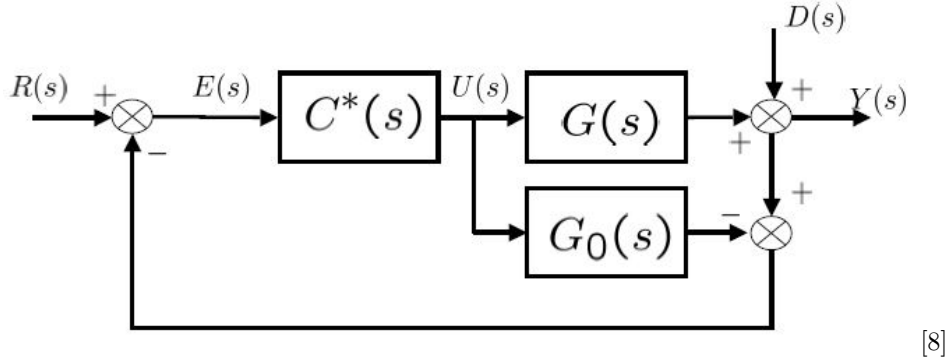 D(s)
R(s) + E(s) C*(s) U(s) G(s) + + Y(s)
−
+
G₀(s) −
[8]